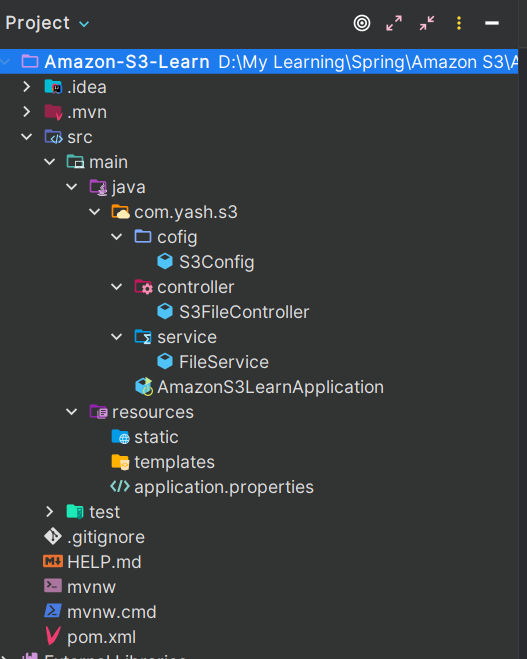 Project
Amazon-S3-Learn D:\My Learning\Spring\Amazon S3\A
.idea
.mvn
src
main
java
com.yash.s3
cofig
S3Config
controller
S3FileController
service
FileService
AmazonS3LearnApplication
resources
static
templates
application.properties
test
.gitignore
HELP.md
mvnw
mvnw.cmd
pom.xml
External Libraries